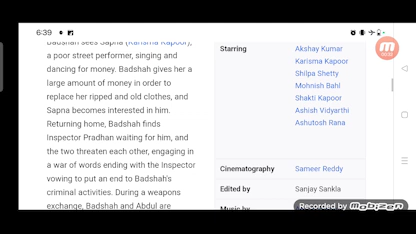 6:39
Badshah sees Sapna (Karisma Kapoor),
a poor street performer, singing and
dancing for money. Badshah gives her a
large amount of money in order to
replace her ripped and old clothes, and
Sapna becomes interested in him.
Returning home, Badshah finds
Inspector Pradhan waiting for him, and
the two threaten each other, engaging in
a war of words ending with the Inspector
vowing to put an end to Badshah's
criminal activities. During a weapons
exchange, Badshah and Abdul are
Starring
Akshay Kumar
Karisma Kapoor
Shilpa Shetty
Mohnish Bahl
Shakti Kapoor
Ashish Vidyarthi
Ashutosh Rana
Cinematography
Sameer Reddy
Edited by
Sanjay Sankla
Music by
Recorded by Mobizen